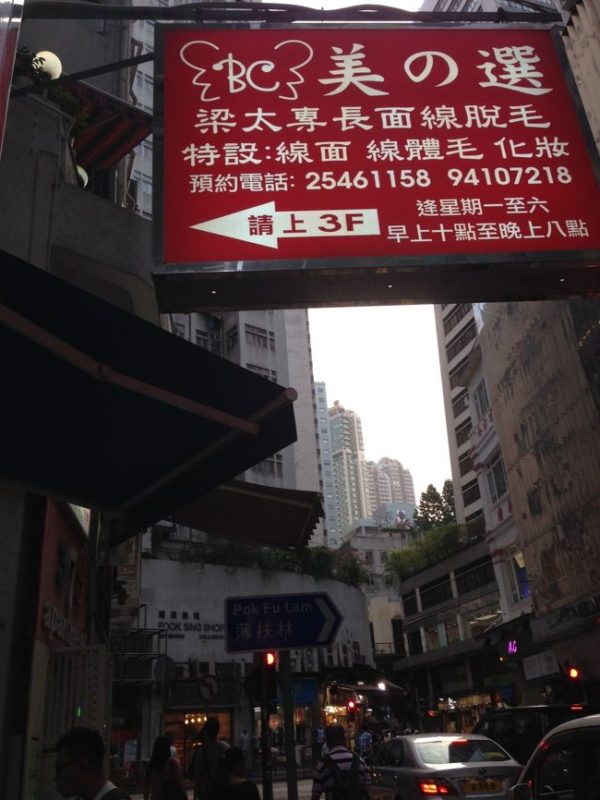 BC 美の選
梁太專長面線脫毛
特設:線面 線體毛 化妝
預約電話: 25461158 94107218
請上 3F
逢星期一至六
早上十點至晚上八點
Pok Fu Lam
薄扶林
2368